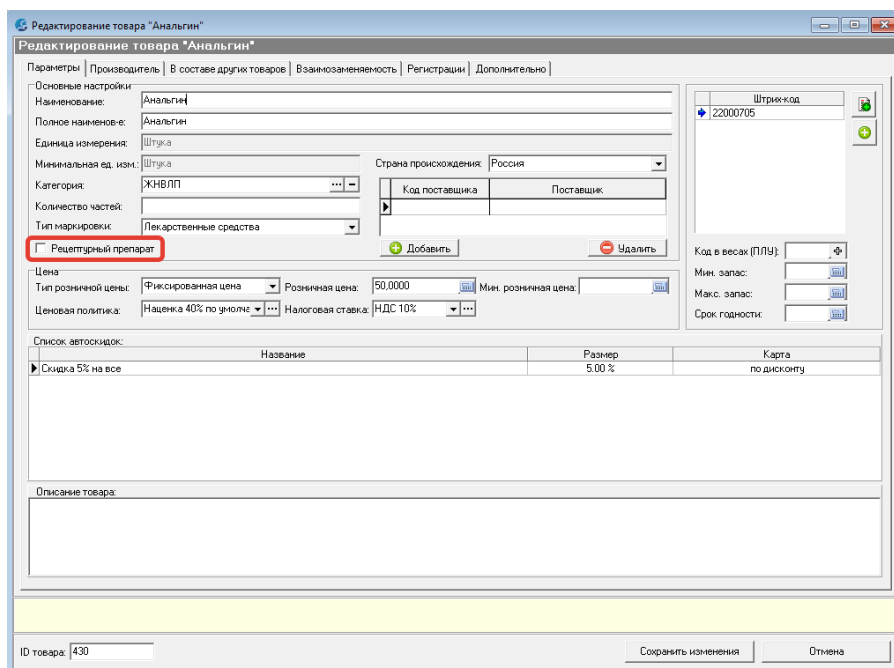 Редактирование товара "Анальгин"
Редактирование товара "Анальгин"
Параметры Производитель В составе других товаров Взаимозаменяемость Регистрации Дополнительно
Основные настройки
Наименование: Анальгин
Полное наименов-е: Анальгин
Единица измерения: Штука
Минимальная ед. изм.: Штука Страна происхождения: Россия
Категория: ЖНВЛП ... Код поставщика Поставщик
Количество частей:
Тип маркировки: Лекарственные средства
Рецептурный препарат Добавить Удалить
Штрих-код
22000705
Код в весах (ПЛУ):
Мин. запас:
Макс. запас:
Срок годности:
Цена
Тип розничной цены: Фиксированная цена Розничная цена: 50,0000 Мин. розничная цена:
Ценовая политика: Наценка 40% по умолча ... Налоговая ставка: НДС 10% ...
Список автоскидок:
Название Размер Карта
Скидка 5% на все 5.00 % по дисконту
Описание товара:
ID товара: 430 Сохранить изменения Отмена